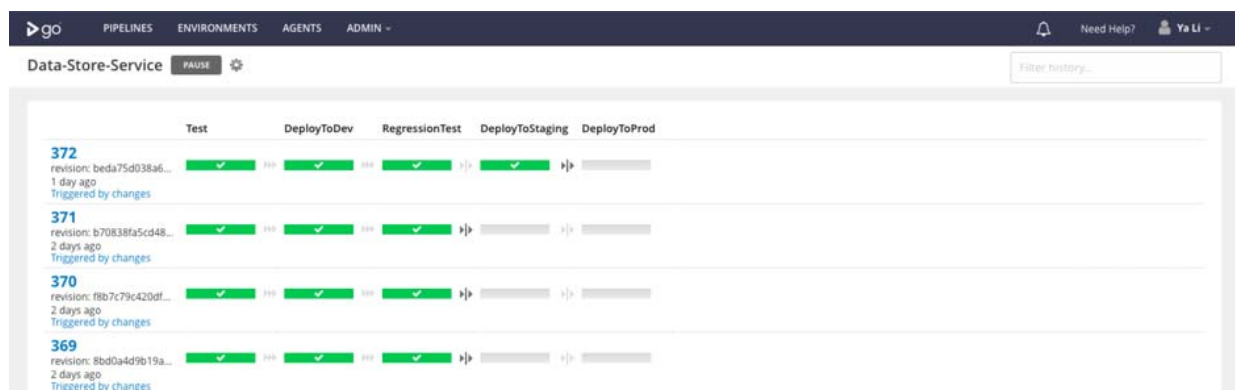 go PIPELINES ENVIRONMENTS AGENTS ADMIN Need Help? Ya Li
Data-Store-Service PAUSE Filter history...
Test DeployToDev RegressionTest DeployToStaging DeployToProd
372
revision: beda75d038a6...
1 day ago
Triggered by changes
371
revision: b70838fa5cd48...
2 days ago
Triggered by changes
370
revision: f8b7c79c420df...
2 days ago
Triggered by changes
369
revision: 8bd0a4d9b19a...
2 days ago
Triggered by changes